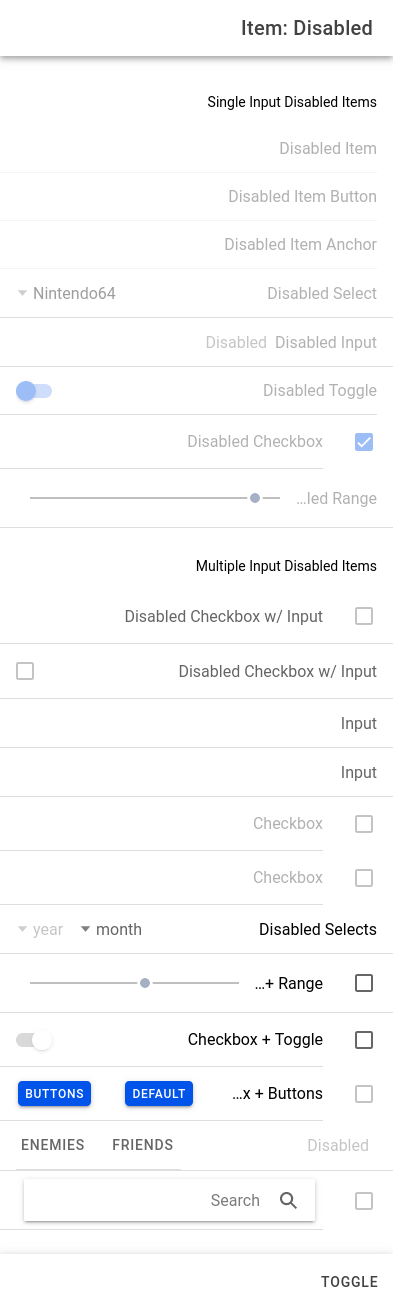 Item: Disabled
Single Input Disabled Items
Disabled Item
Disabled Item Button
Disabled Item Anchor
Disabled Select Nintendo64
Disabled Input Disabled
Disabled Toggle
Disabled Checkbox
...led Range
Multiple Input Disabled Items
Disabled Checkbox w/ Input
Disabled Checkbox w/ Input
Input
Input
Checkbox
Checkbox
Disabled Selects month year
...+ Range
Checkbox + Toggle
...x + Buttons DEFAULT BUTTONS
Disabled FRIENDS ENEMIES
Search
TOGGLE